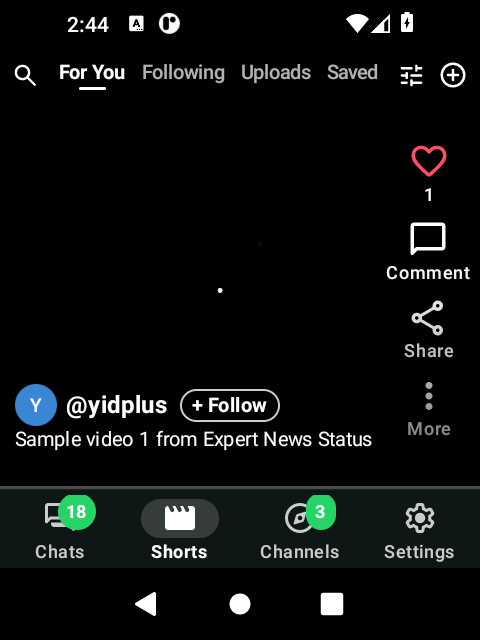 2:44
For You Following Uploads Saved
1
Comment
Share
More
Y @yidplus + Follow
Sample video 1 from Expert News Status
18 3
Chats Shorts Channels Settings